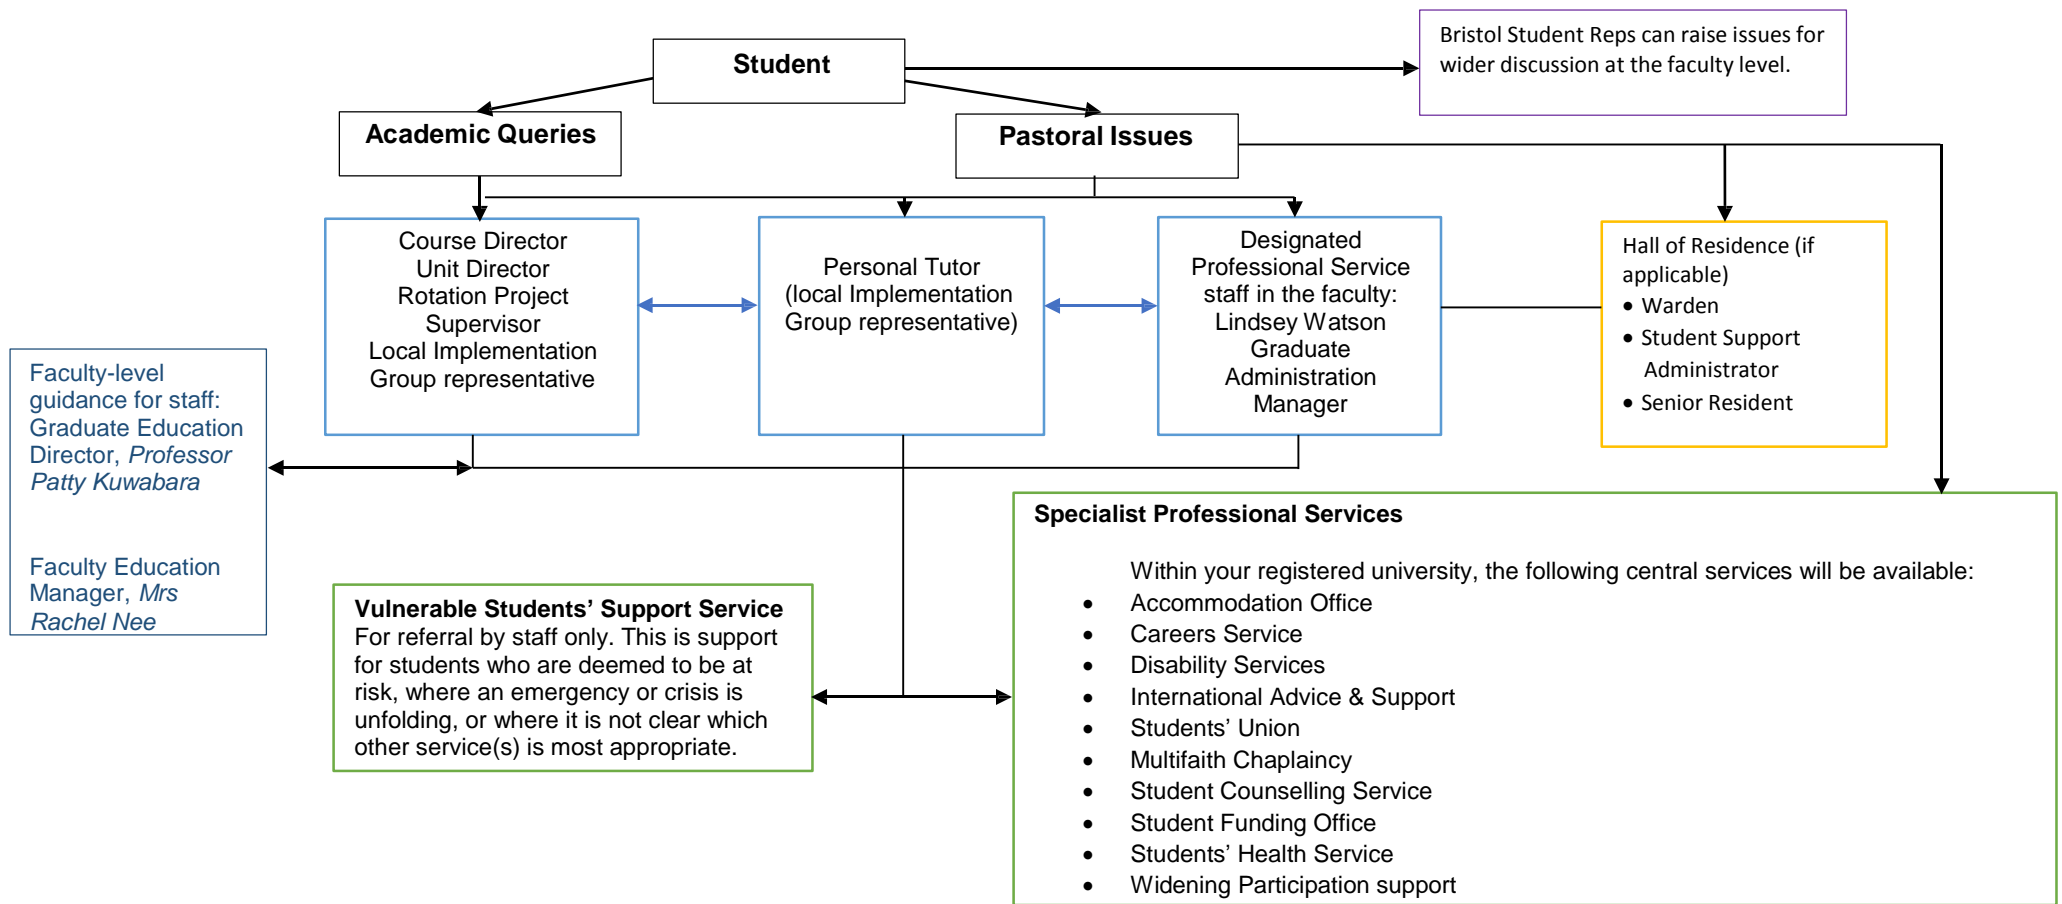 Student
Bristol Student Reps can raise issues for
wider discussion at the faculty level.
Academic Queries
Pastoral Issues
Course Director
Unit Director
Rotation Project
Supervisor
Local Implementation
Group representative
Personal Tutor
(local Implementation
Group representative)
Designated
Professional Service
staff in the faculty:
Lindsey Watson
Graduate
Administration
Manager
Hall of Residence (if
applicable)
• Warden
• Student Support
Administrator
• Senior Resident
Faculty-level
guidance for staff:
Graduate Education
Director, Professor
Patty Kuwabara
Faculty Education
Manager, Mrs
Rachel Nee
Vulnerable Students’ Support Service
For referral by staff only. This is support
for students who are deemed to be at
risk, where an emergency or crisis is
unfolding, or where it is not clear which
other service(s) is most appropriate.
Specialist Professional Services
Within your registered university, the following central services will be available:
• Accommodation Office
• Careers Service
• Disability Services
• International Advice & Support
• Students’ Union
• Multifaith Chaplaincy
• Student Counselling Service
• Student Funding Office
• Students’ Health Service
• Widening Participation support